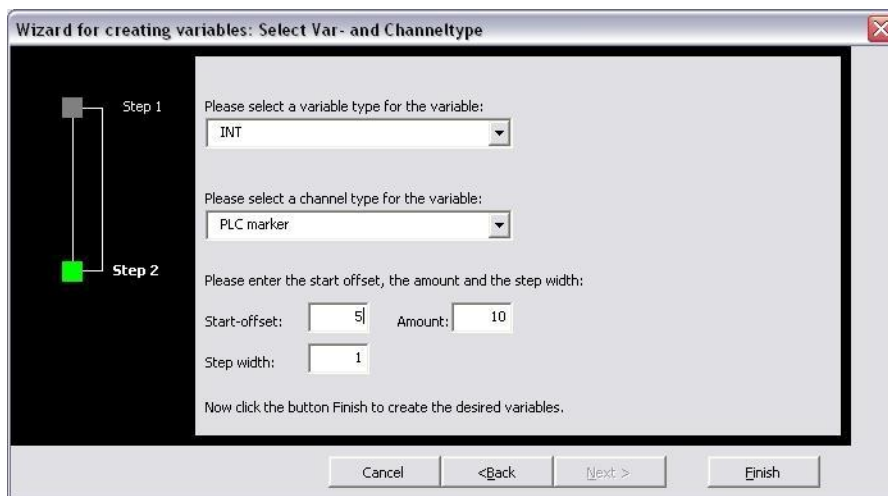 Wizard for creating variables: Select Var- and Channeltype
Step 1
Please select a variable type for the variable:
INT
Please select a channel type for the variable:
PLC marker
Step 2
Please enter the start offset, the amount and the step width:
Start-offset: 5 Amount: 10
Step width: 1
Now click the button Finish to create the desired variables.
Cancel <Back Next > Finish